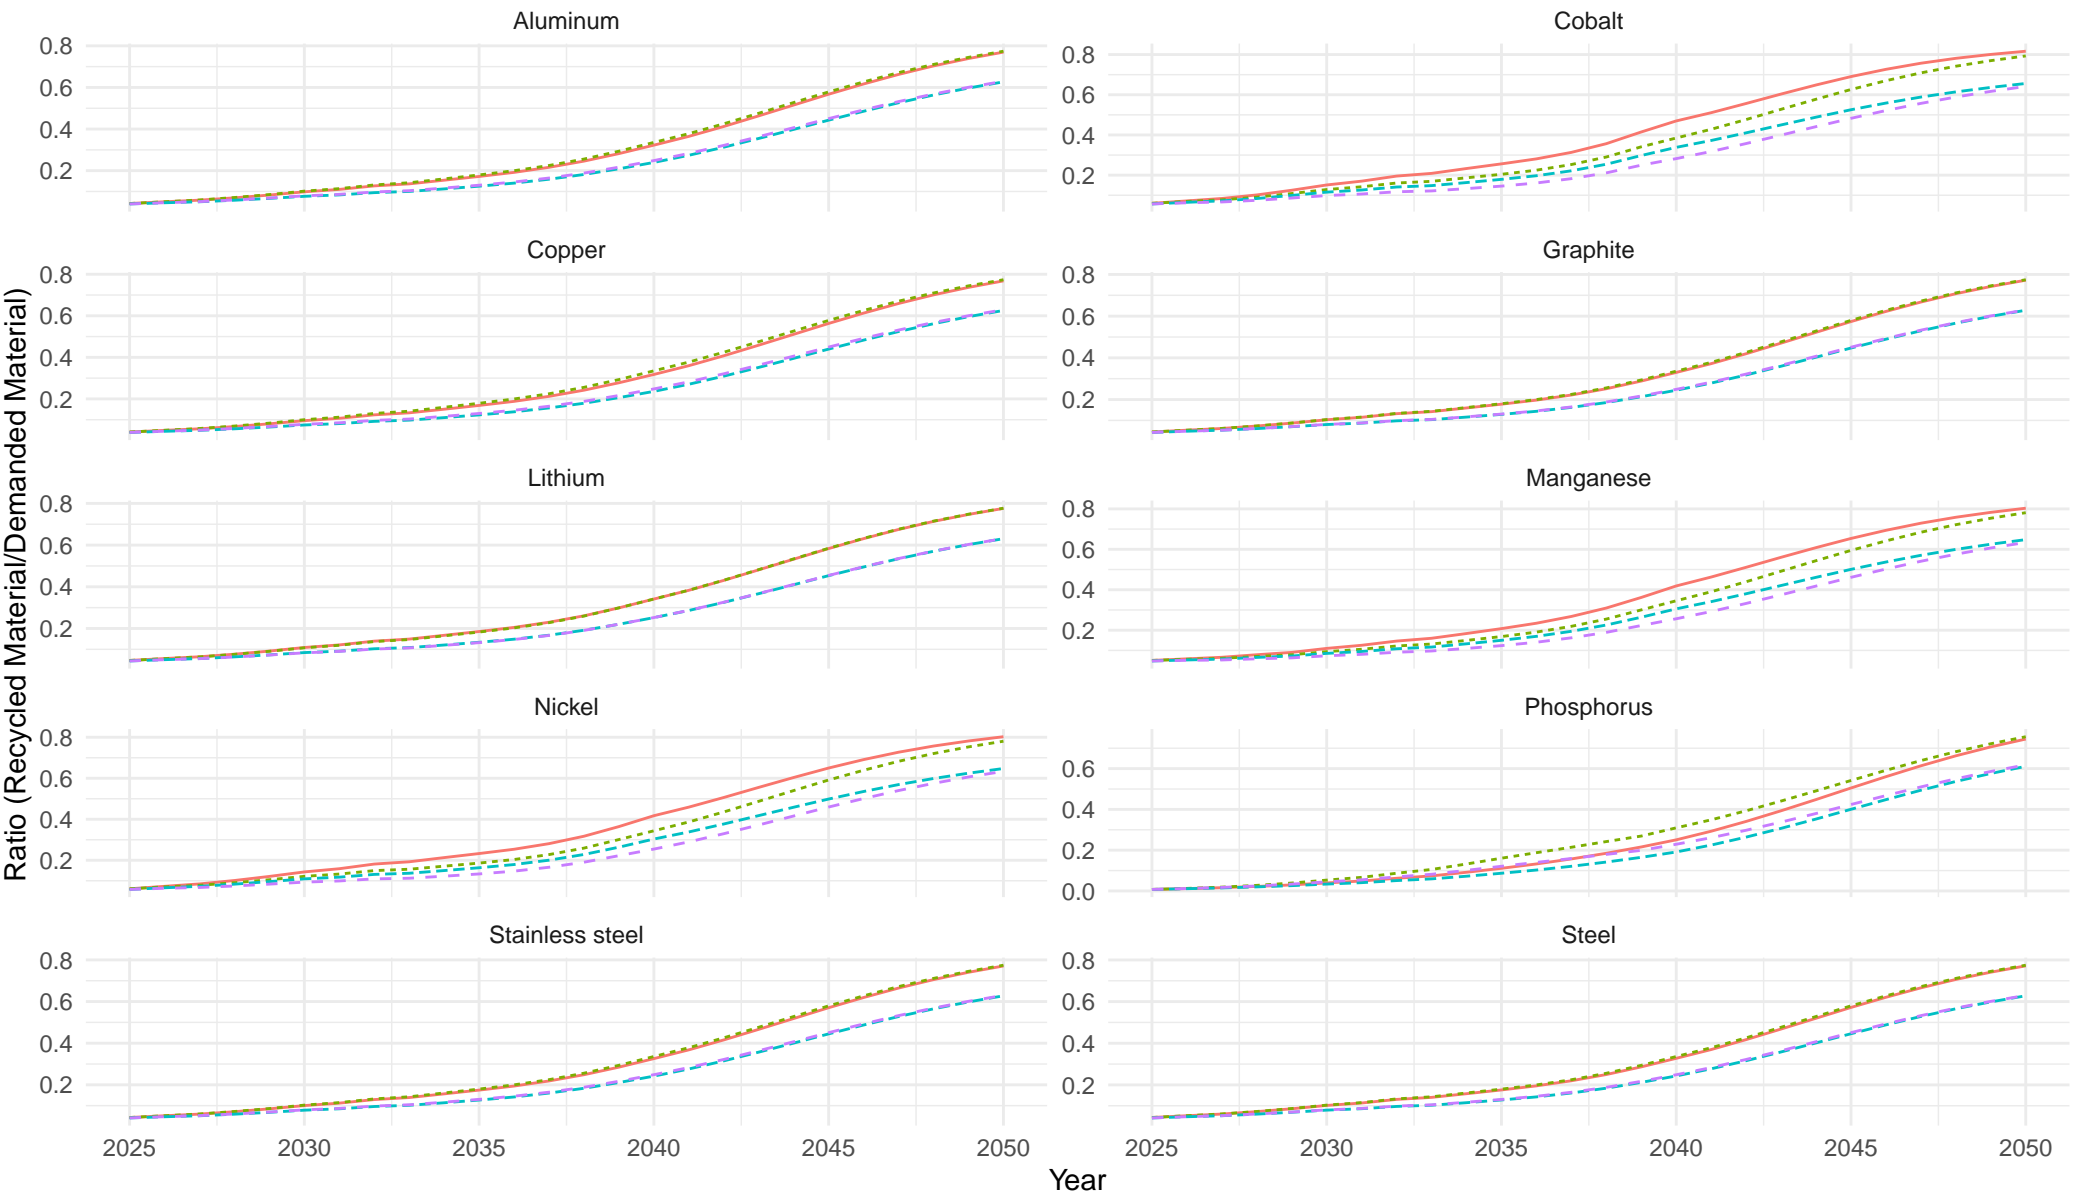 Aluminum
Cobalt
0.8
0.6
0.4
0.2
0.8
0.6
0.4
0.2
Copper
Graphite
0.8
0.6
0.4
0.2
0.8
0.6
0.4
0.2
Lithium
Manganese
0.8
0.6
0.4
0.2
0.8
0.6
0.4
0.2
Nickel
Phosphorus
0.8
0.6
0.4
0.2
0.6
0.4
0.2
0.0
Stainless steel
Steel
0.8
0.6
0.4
0.2
0.8
0.6
0.4
0.2
2025 2030 2035 2040 2045 2050
2025 2030 2035 2040 2045 2050
Year
Ratio (Recycled Material/Demanded Material)